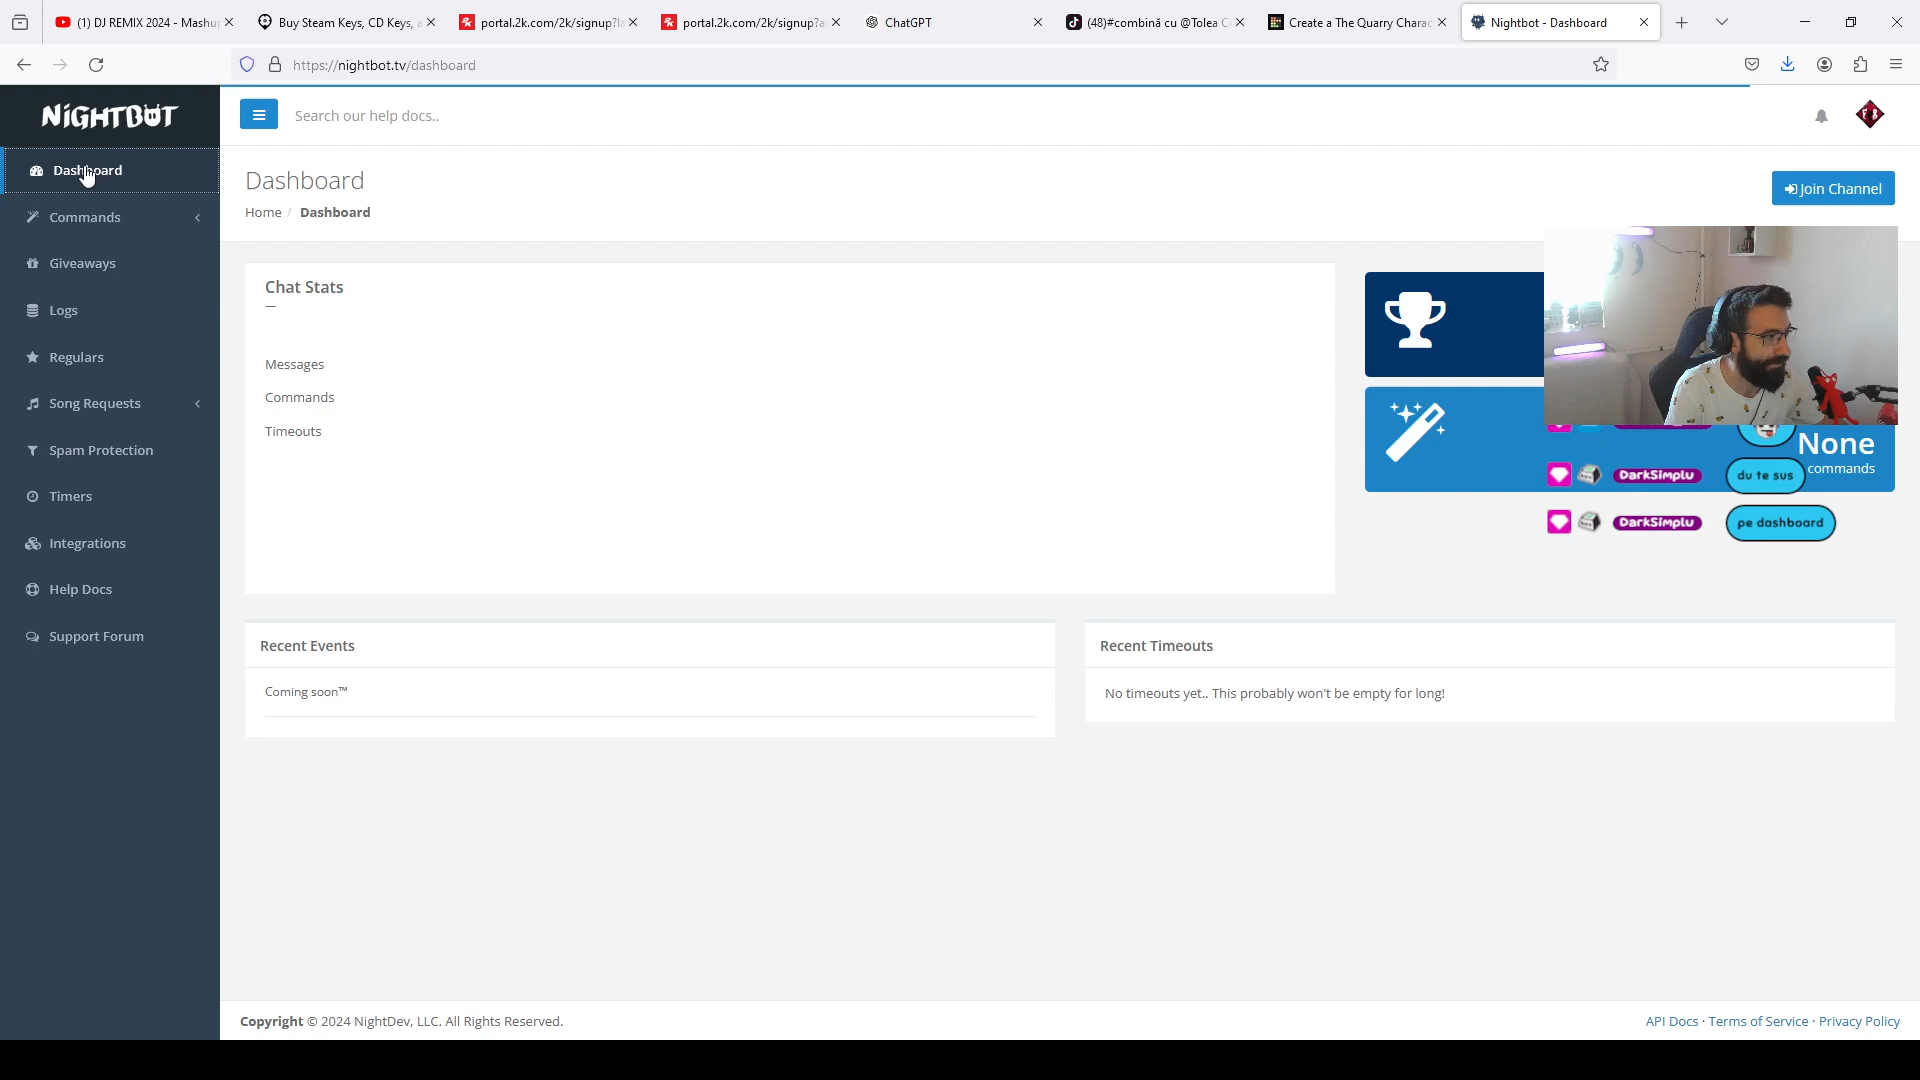 (1) DJ REMIX 2024 - Mashup
Buy Steam Keys, CD Keys, a
portal.2k.com/2k/signup?la
portal.2k.com/2k/signup?a
ChatGPT
(48)#combină cu @Tolea C
Create a The Quarry Charac
Nightbot - Dashboard
https://nightbot.tv/dashboard
NiGHTBOT
Search our help docs..
Dashboard
Commands
Giveaways
Logs
Regulars
Song Requests
Spam Protection
Timers
Integrations
Help Docs
Support Forum
Dashboard
Home / Dashboard
Join Channel
Chat Stats
Messages
Commands
Timeouts
None
commands
DarkSimplu du te sus
DarkSimplu pe dashboard
Recent Events
Coming soon™
Recent Timeouts
No timeouts yet.. This probably won't be empty for long!
Copyright © 2024 NightDev, LLC. All Rights Reserved.
API Docs · Terms of Service · Privacy Policy